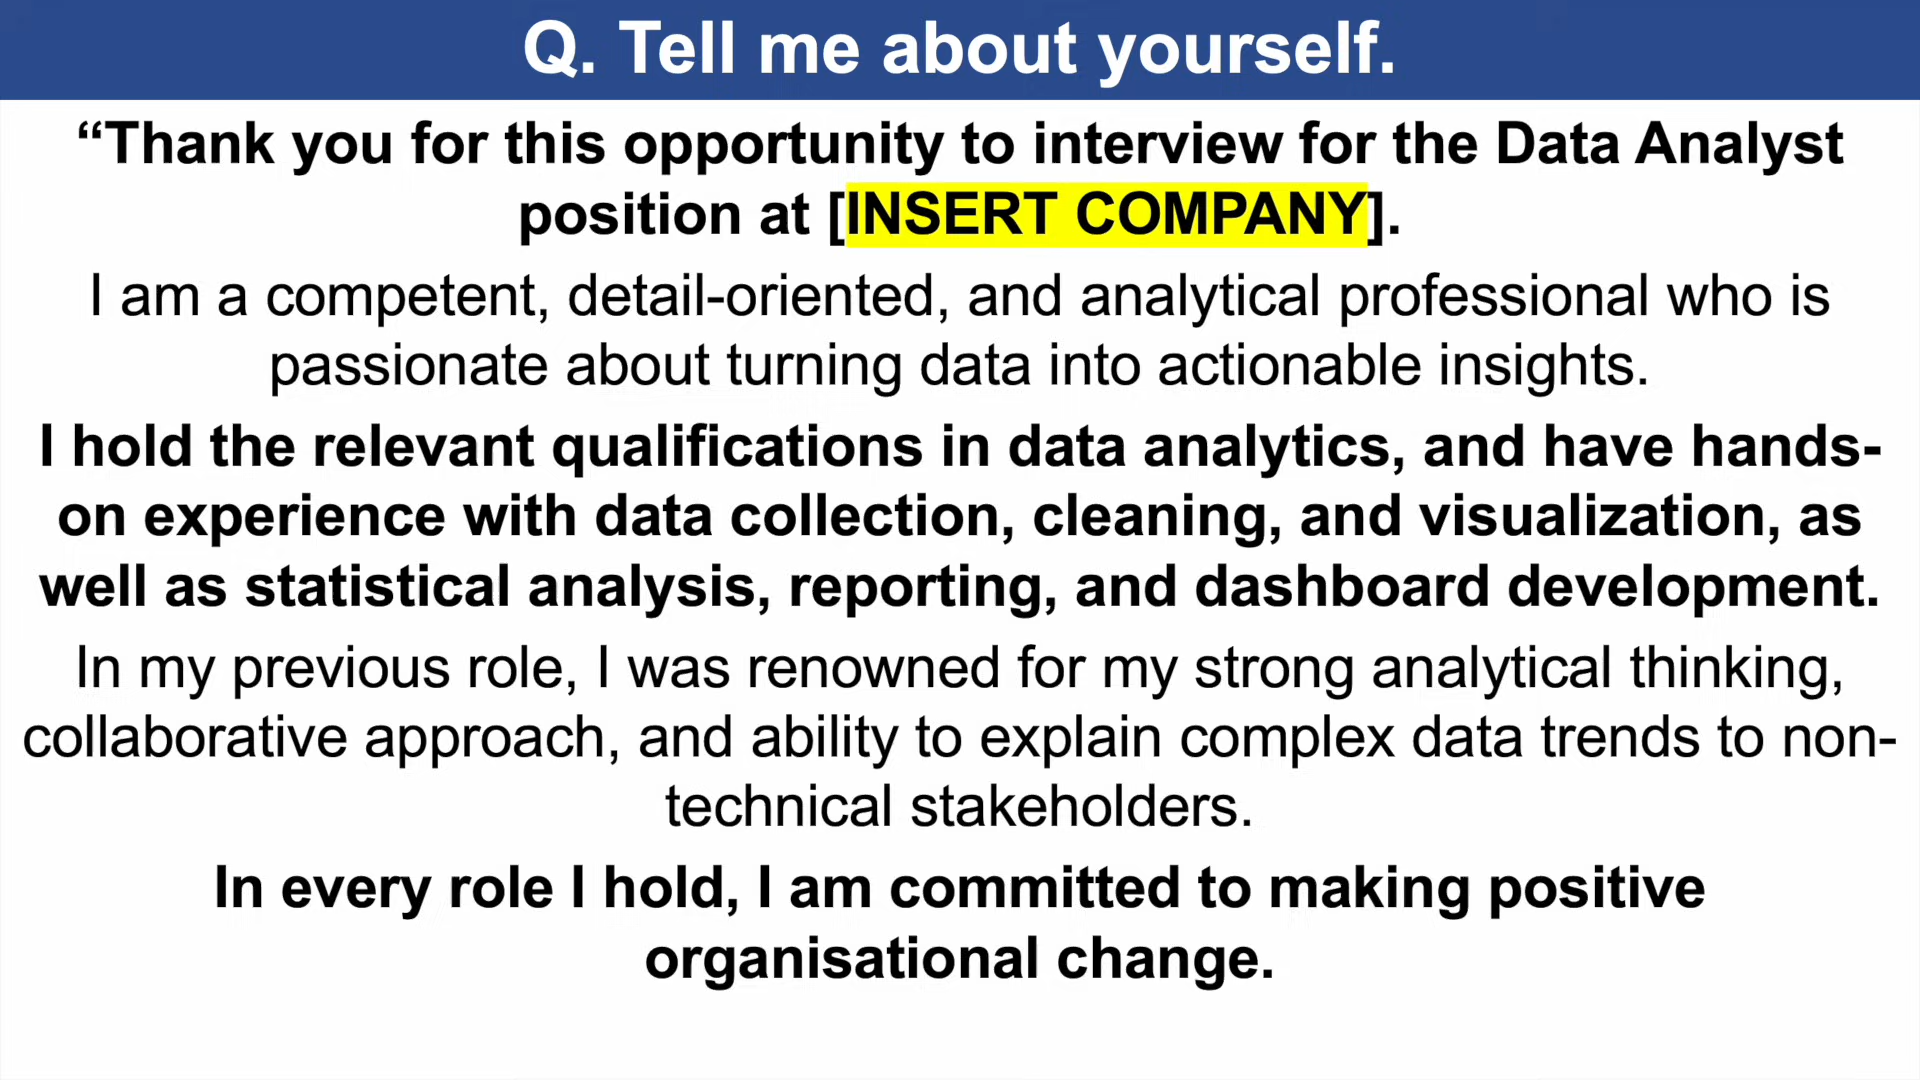 Q. Tell me about yourself.
“Thank you for this opportunity to interview for the Data Analyst
position at [INSERT COMPANY].
I am a competent, detail-oriented, and analytical professional who is
passionate about turning data into actionable insights.
I hold the relevant qualifications in data analytics, and have hands-
on experience with data collection, cleaning, and visualization, as
well as statistical analysis, reporting, and dashboard development.
In my previous role, I was renowned for my strong analytical thinking,
collaborative approach, and ability to explain complex data trends to non-
technical stakeholders.
In every role I hold, I am committed to making positive
organisational change.